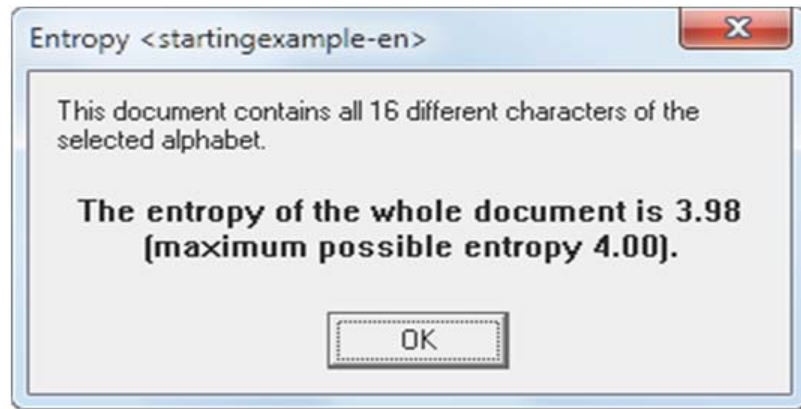 Entropy <startingexample-en>
This document contains all 16 different characters of the
selected alphabet.
The entropy of the whole document is 3.98
(maximum possible entropy 4.00).
OK